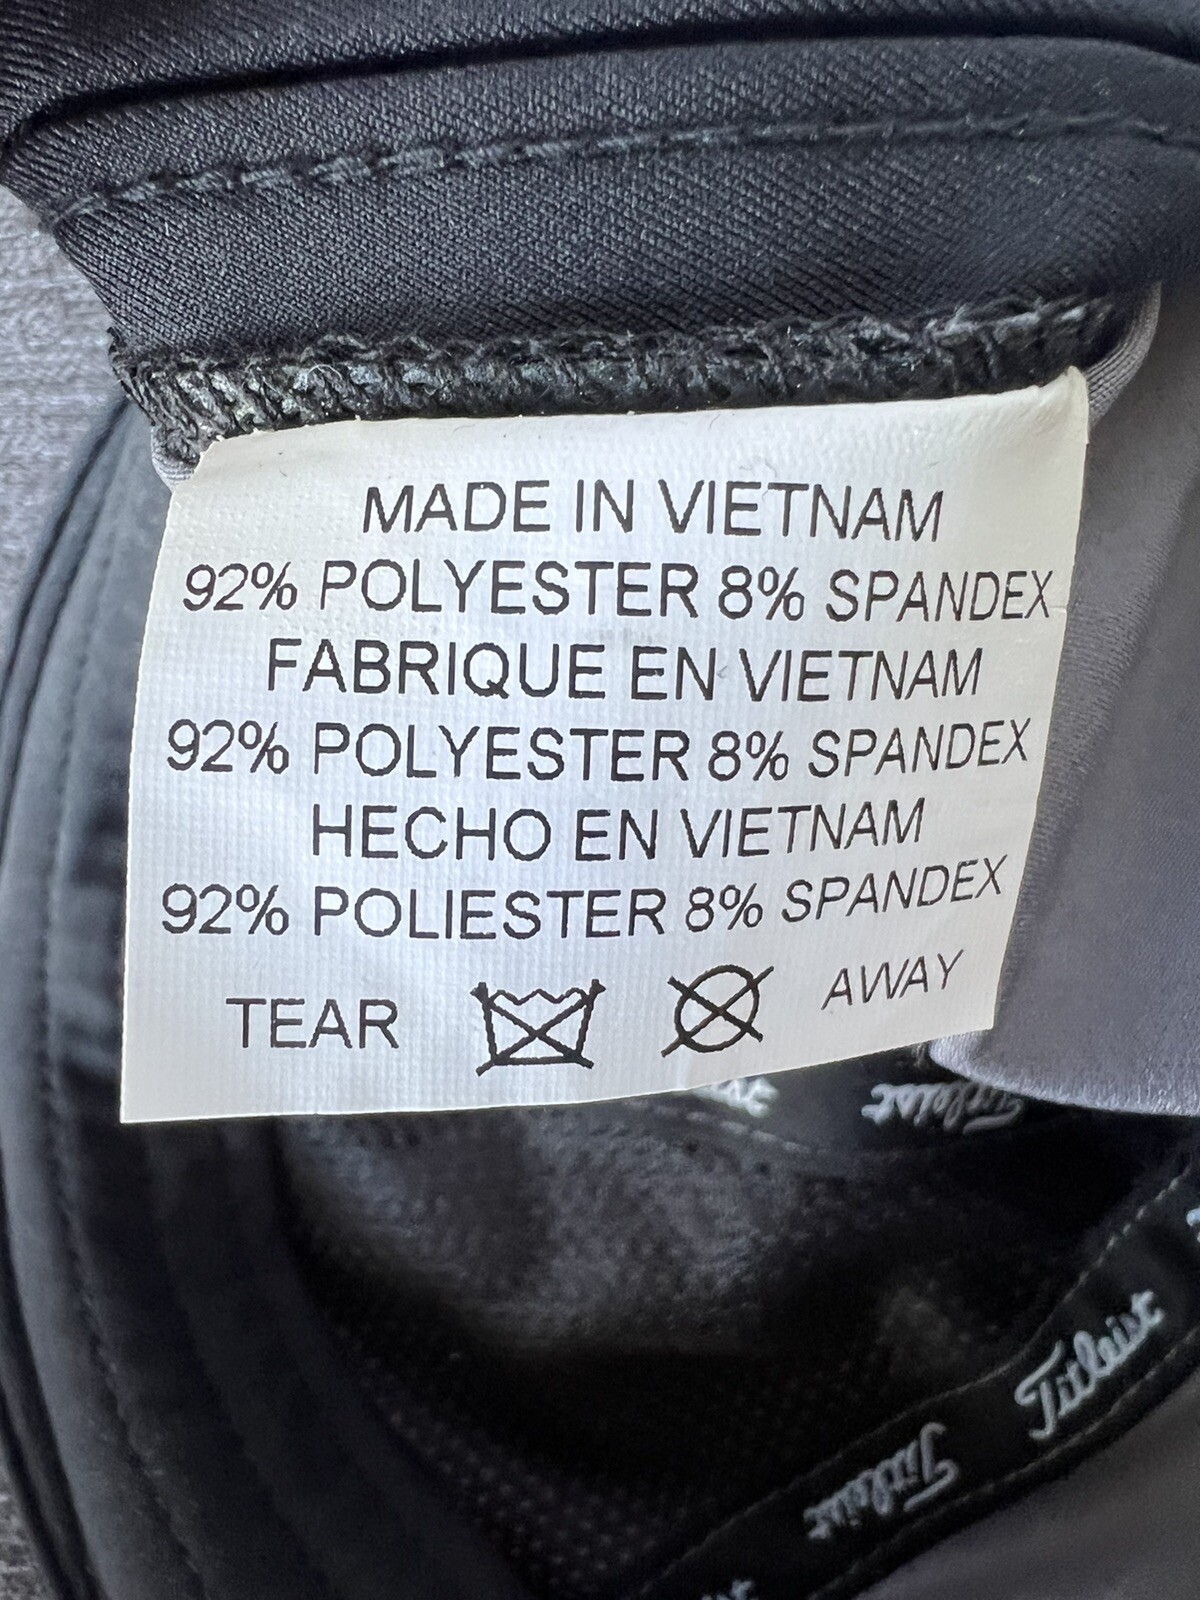 MADE IN VIETNAM
92% POLYESTER 8% SPANDEX
FABRIQUE EN VIETNAM
92% POLYESTER 8% SPANDEX
HECHO EN VIETNAM
92% POLIESTER 8% SPANDEX
TEAR AWAY
Titleist
Titleist
Titleist